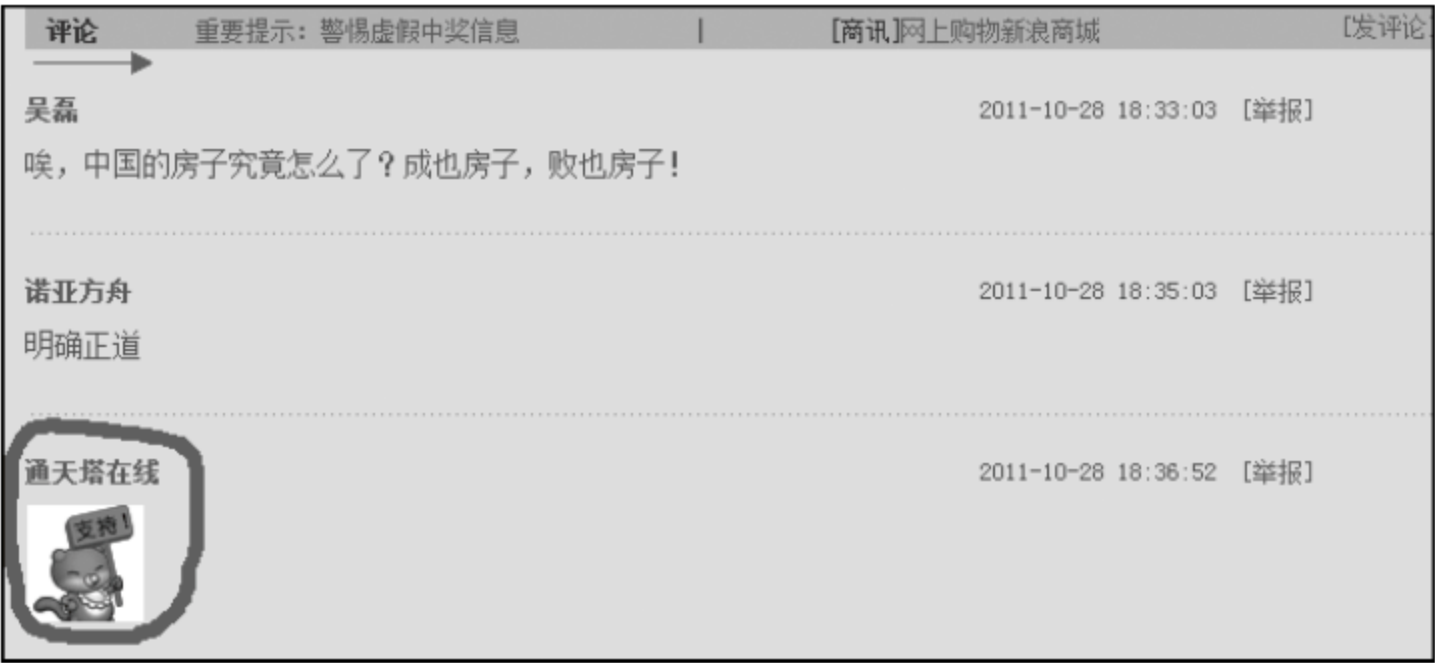 评论 重要提示：警惕虚假中奖信息 | [商讯]网上购物新浪商城 [发评论]
吴磊 2011-10-28 18:33:03 [举报]
唉，中国的房子究竟怎么了？成也房子，败也房子！
诺亚方舟 2011-10-28 18:35:03 [举报]
明确正道
通天塔在线 2011-10-28 18:36:52 [举报]
支持！